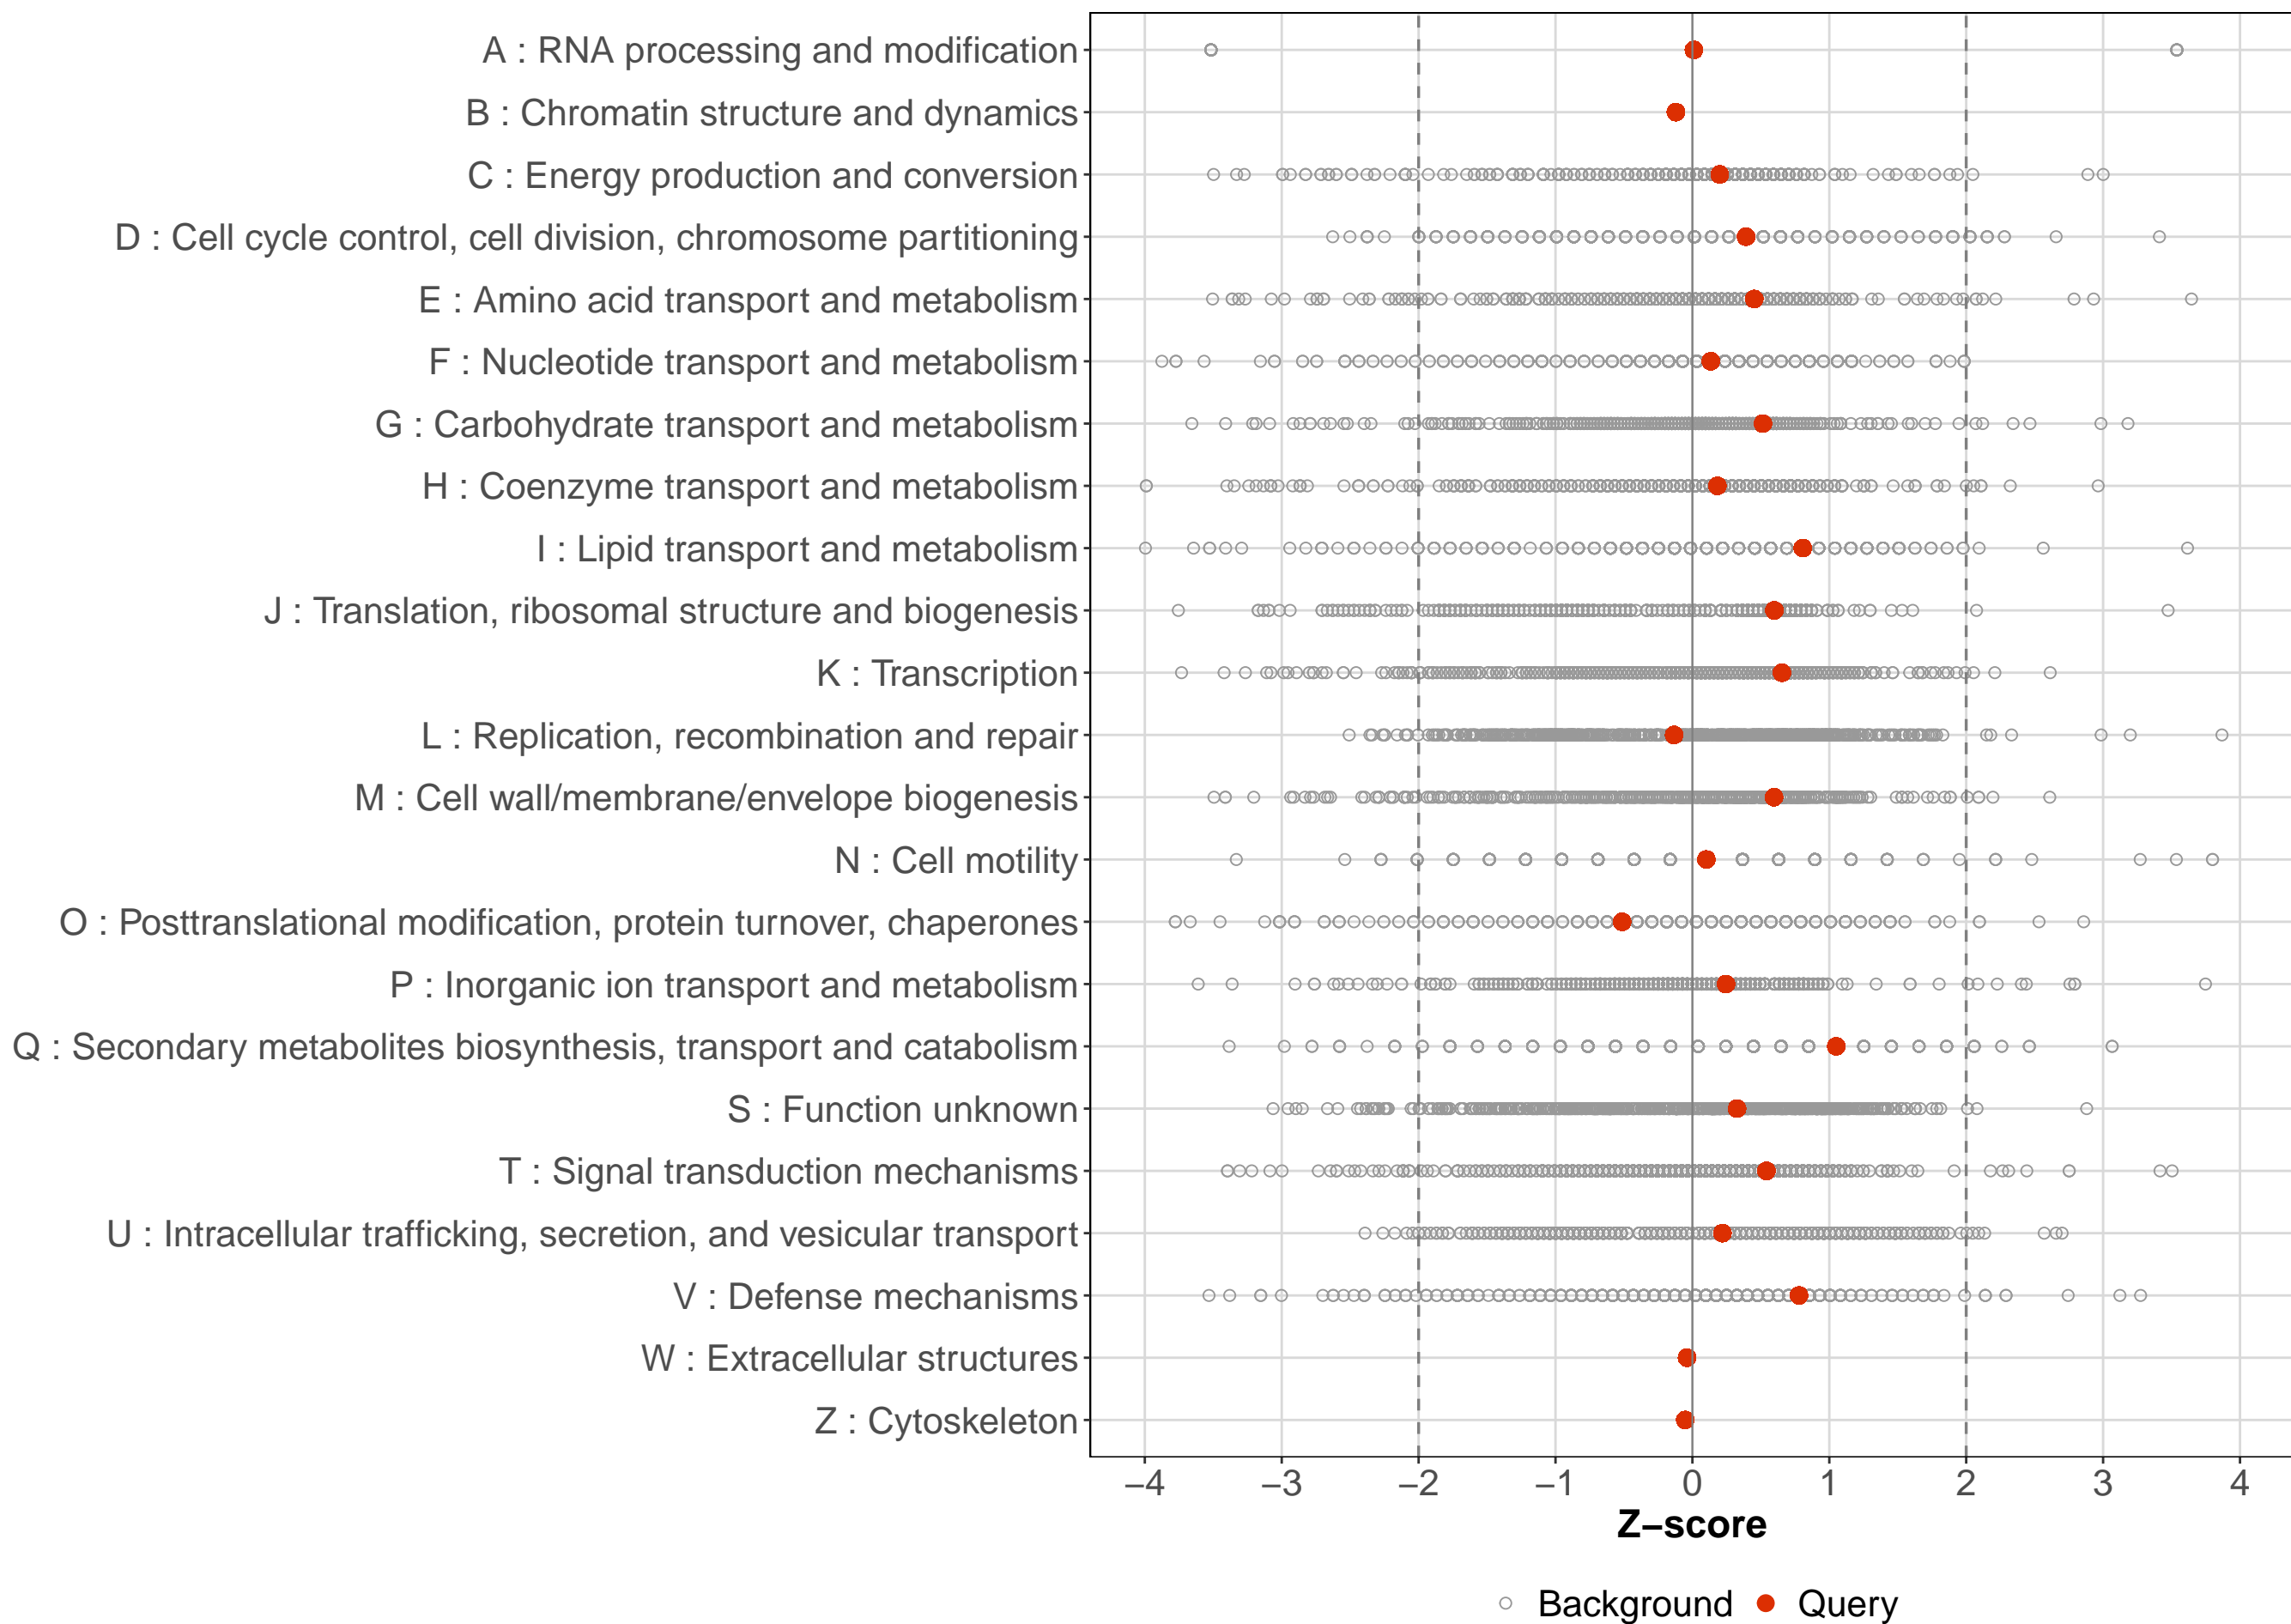 A : RNA processing and modification
B : Chromatin structure and dynamics
C : Energy production and conversion
D : Cell cycle control, cell division, chromosome partitioning
E : Amino acid transport and metabolism
F : Nucleotide transport and metabolism
G : Carbohydrate transport and metabolism
H : Coenzyme transport and metabolism
I : Lipid transport and metabolism
J : Translation, ribosomal structure and biogenesis
K : Transcription
L : Replication, recombination and repair
M : Cell wall/membrane/envelope biogenesis
N : Cell motility
O : Posttranslational modification, protein turnover, chaperones
P : Inorganic ion transport and metabolism
Q : Secondary metabolites biosynthesis, transport and catabolism
S : Function unknown
T : Signal transduction mechanisms
U : Intracellular trafficking, secretion, and vesicular transport
V : Defense mechanisms
W : Extracellular structures
Z : Cytoskeleton
−4 −3 −2 −1 0 1 2 3 4
Z−score
Background Query